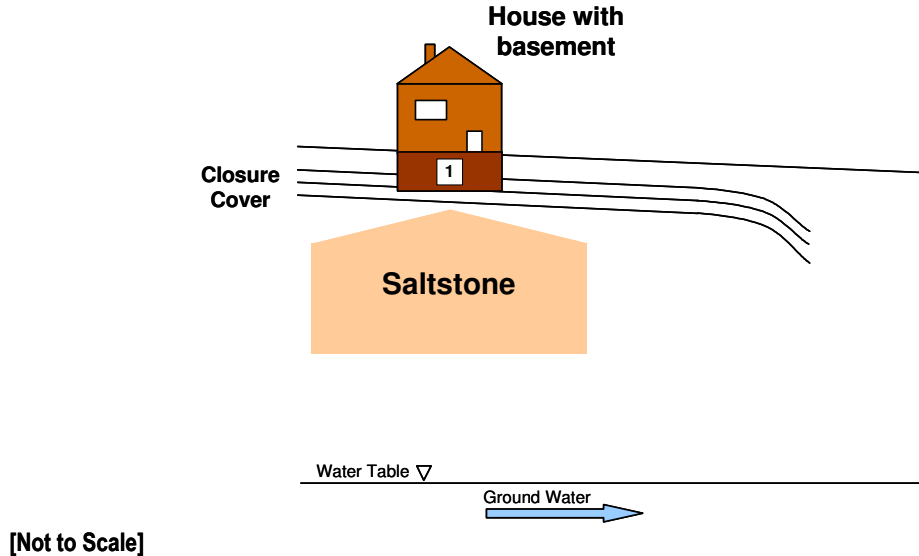 House with
basement
1
Closure
Cover
Saltstone
Water Table
Ground Water
[Not to Scale]